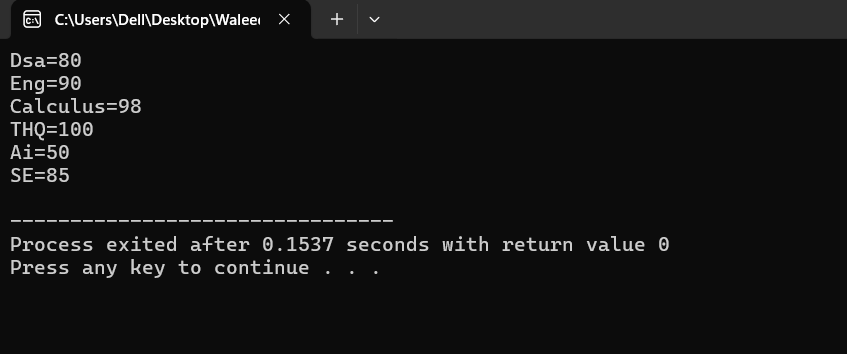 C:\Users\Dell\Desktop\Walee
Dsa=80
Eng=90
Calculus=98
THQ=100
Ai=50
SE=85
--------------------------------
Process exited after 0.1537 seconds with return value 0
Press any key to continue . . .